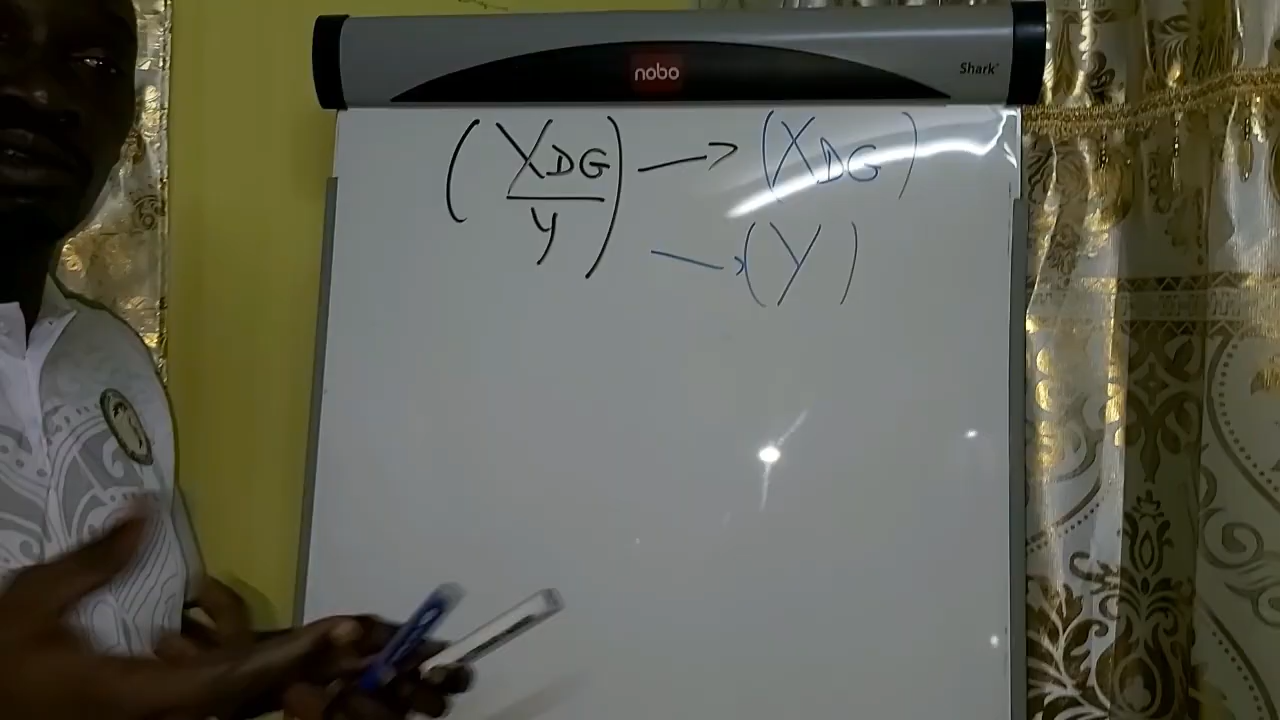 nobo Shark
(XDG/Y) → (XDG)
→ (Y)